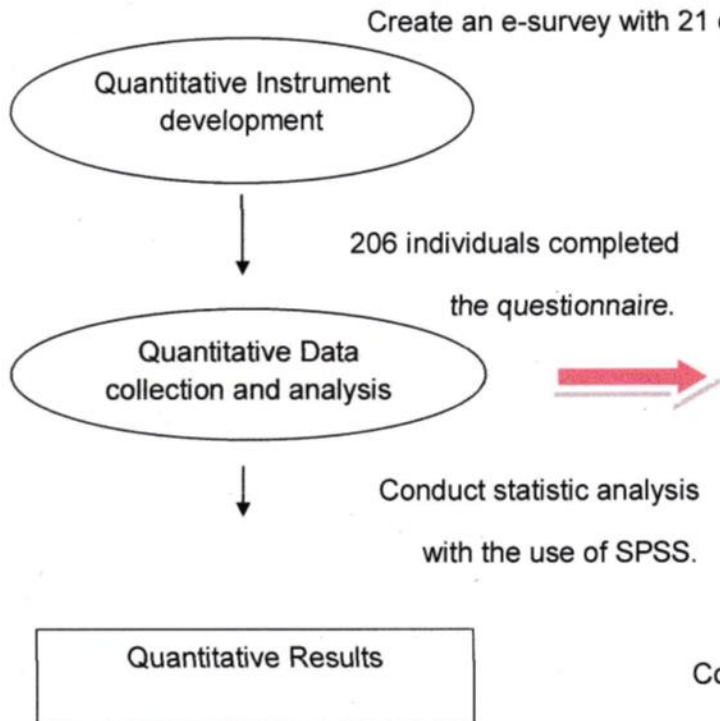 Create an e-survey with 21
Quantitative Instrument
development
206 individuals completed
the questionnaire.
Quantitative Data
collection and analysis
Conduct statistic analysis
with the use of SPSS.
Quantitative Results